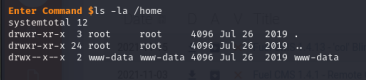 Enter Command $ls -la /home
systemtotal 12
drwxr-xr-x 3 root root 4096 Jul 26 2019 .
drwxr-xr-x 24 root root 4096 Jul 26 2019 ..
drwx--x--x 2 www-data www-data 4096 Jul 26 2019 www-data